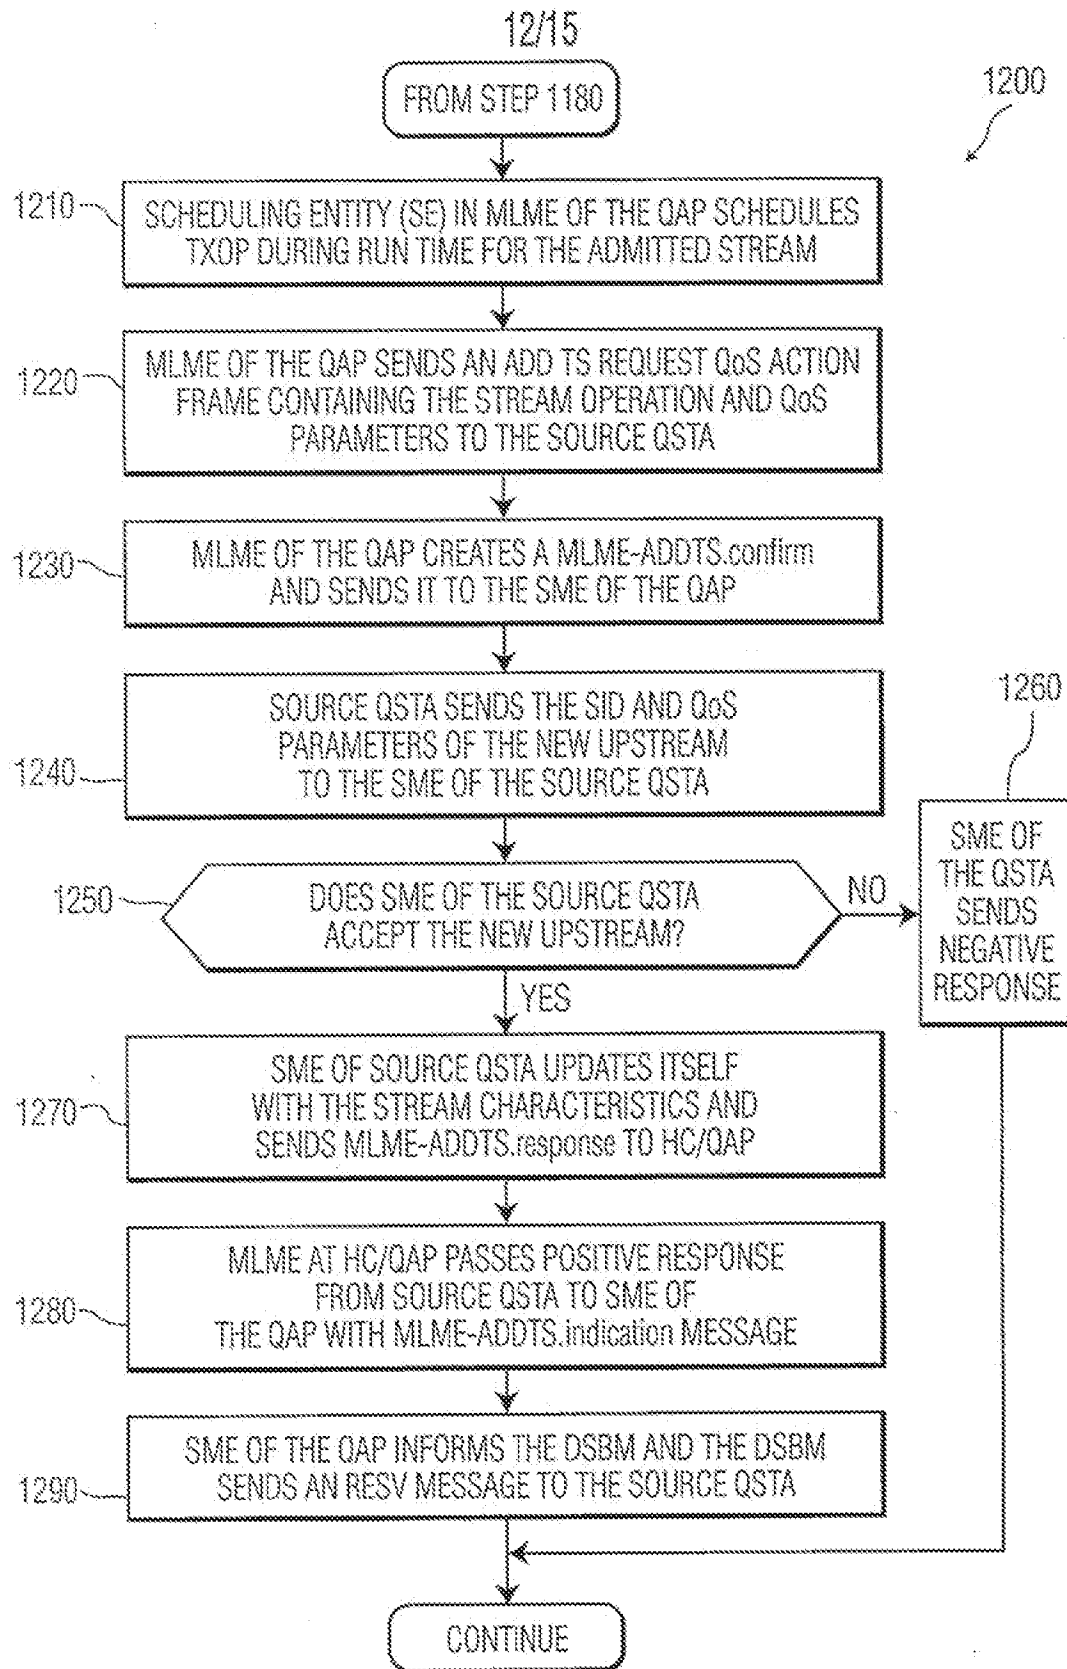 12/15
FROM STEP 1180
1200
1210
SCHEDULING ENTITY (SE) IN MLME OF THE QAP SCHEDULES
TXOP DURING RUN TIME FOR THE ADMITTED STREAM
1220
MLME OF THE QAP SENDS AN ADD TS REQUEST QoS ACTION
FRAME CONTAINING THE STREAM OPERATION AND QoS
PARAMETERS TO THE SOURCE QSTA
1230
MLME OF THE QAP CREATES A MLME-ADDTS.confirm
AND SENDS IT TO THE SME OF THE QAP
1240
SOURCE QSTA SENDS THE SID AND QoS
PARAMETERS OF THE NEW UPSTREAM
TO THE SME OF THE SOURCE QSTA
1250
DOES SME OF THE SOURCE QSTA
ACCEPT THE NEW UPSTREAM?
NO
1260
SME OF
THE QSTA
SENDS
NEGATIVE
RESPONSE
YES
1270
SME OF SOURCE QSTA UPDATES ITSELF
WITH THE STREAM CHARACTERISTICS AND
SENDS MLME-ADDTS.response TO HC/QAP
1280
MLME AT HC/QAP PASSES POSITIVE RESPONSE
FROM SOURCE QSTA TO SME OF
THE QAP WITH MLME-ADDTS.indication MESSAGE
1290
SME OF THE QAP INFORMS THE DSBM AND THE DSBM
SENDS AN RESV MESSAGE TO THE SOURCE QSTA
CONTINUE